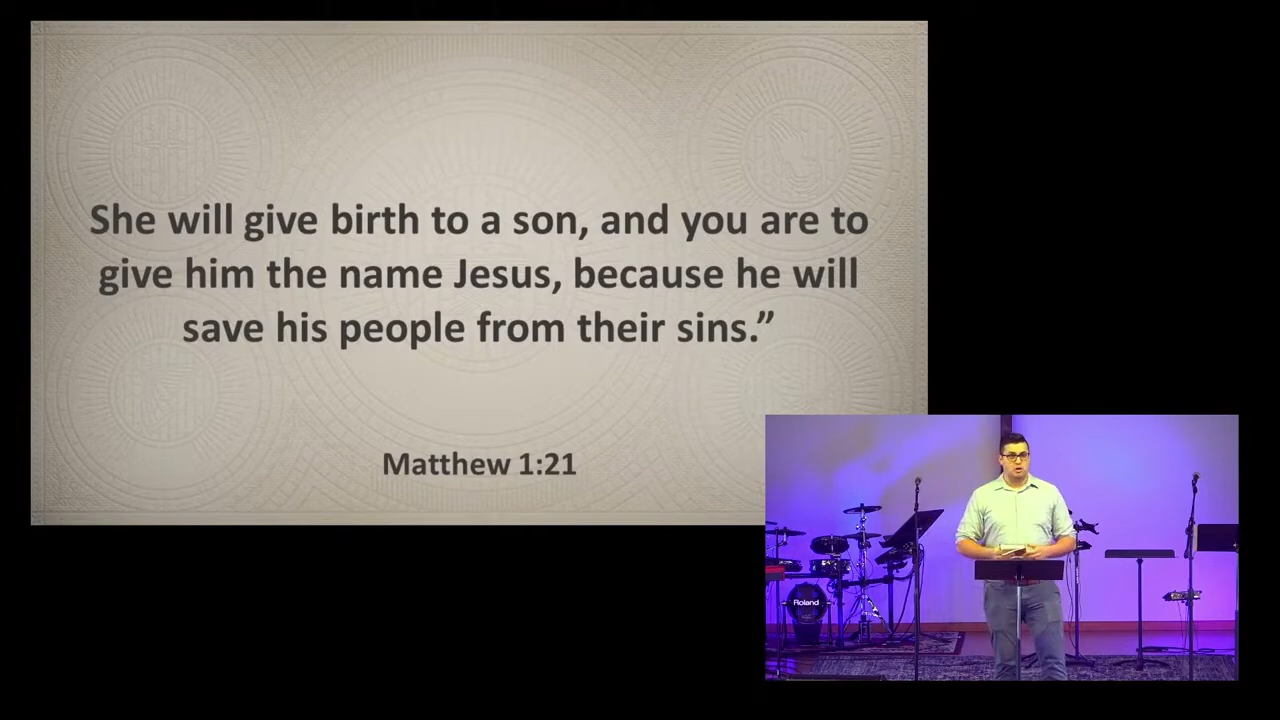 She will give birth to a son, and you are to
give him the name Jesus, because he will
save his people from their sins.”
Matthew 1:21
Roland